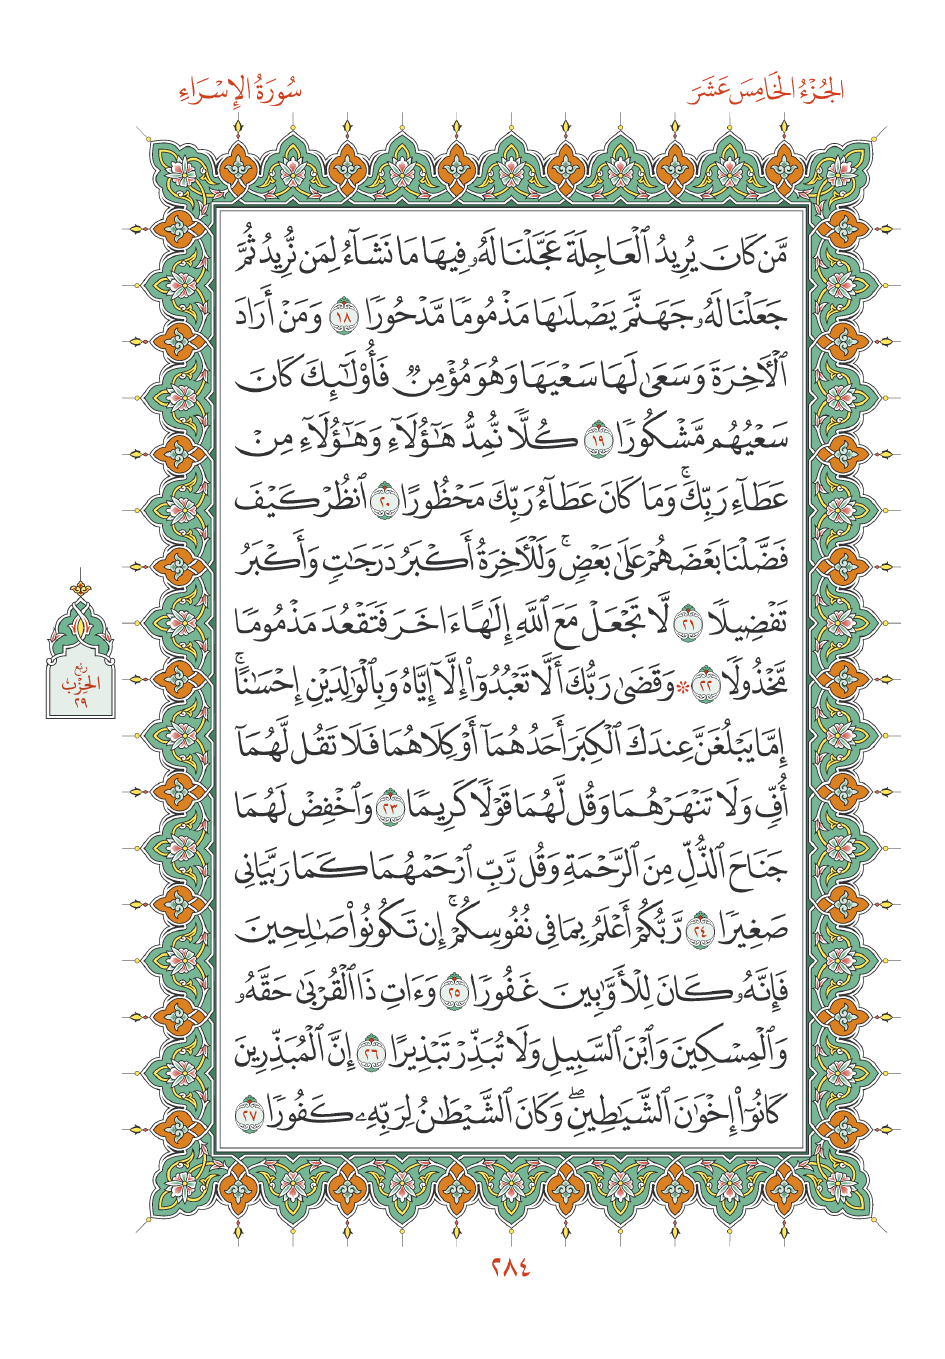 الجُزْءُ الخَامِسَ عَشَرَ
سُورَةُ الإِسْرَاءِ
مَّن كَانَ يُرِيدُ ٱلْعَاجِلَةَ عَجَّلْنَا لَهُۥ فِيهَا مَا نَشَآءُ لِمَن نُّرِيدُ ثُمَّ
جَعَلْنَا لَهُۥ جَهَنَّمَ يَصْلَىٰهَا مَذْمُومًا مَّدْحُورًا ١٨ وَمَنْ أَرَادَ
ٱلْأَخِرَةَ وَسَعَىٰ لَهَا سَعْيَهَا وَهُوَ مُؤْمِنٌ فَأُوْلَـٰٓئِكَ كَانَ
سَعْيُهُم مَّشْكُورًا ١٩ كُلًّا نُّمِدُّ هَـٰٓؤُلَآءِ وَهَـٰٓؤُلَآءِ مِنْ
عَطَآءِ رَبِّكَۚ وَمَا كَانَ عَطَآءُ رَبِّكَ مَحْظُورًا ٢٠ ٱنظُرْ كَيْفَ
فَضَّلْنَا بَعْضَهُمْ عَلَىٰ بَعْضٍۚ وَلَلْأَخِرَةُ أَكْبَرُ دَرَجَـٰتٍ وَأَكْبَرُ
تَفْضِيلًا ٢١ لَّا تَجْعَلْ مَعَ ٱللَّهِ إِلَـٰهًا ءَاخَرَ فَتَقْعُدَ مَذْمُومًا
مَّخْذُولًا ٢٢ ۞ وَقَضَىٰ رَبُّكَ أَلَّا تَعْبُدُوٓاْ إِلَّآ إِيَّاهُ وَبِٱلْوَٰلِدَيْنِ إِحْسَـٰنًاۚ
إِمَّا يَبْلُغَنَّ عِندَكَ ٱلْكِبَرَ أَحَدُهُمَآ أَوْ كِلَاهُمَا فَلَا تَقُل لَّهُمَآ
أُفٍّ وَلَا تَنْهَرْهُمَا وَقُل لَّهُمَا قَوْلًا كَرِيمًا ٢٣ وَٱخْفِضْ لَهُمَا
جَنَاحَ ٱلذُّلِّ مِنَ ٱلرَّحْمَةِ وَقُل رَّبِّ ٱرْحَمْهُمَا كَمَا رَبَّيَانِى
صَغِيرًا ٢٤ رَّبُّكُمْ أَعْلَمُ بِمَا فِى نُفُوسِكُمْۚ إِن تَكُونُواْ صَـٰلِحِينَ
فَإِنَّهُۥ كَانَ لِلْأَوَّٰبِينَ غَفُورًا ٢٥ وَءَاتِ ذَا ٱلْقُرْبَىٰ حَقَّهُۥ
وَٱلْمِسْكِينَ وَٱبْنَ ٱلسَّبِيلِ وَلَا تُبَذِّرْ تَبْذِيرًا ٢٦ إِنَّ ٱلْمُبَذِّرِينَ
كَانُوٓاْ إِخْوَٰنَ ٱلشَّيَـٰطِينِۖ وَكَانَ ٱلشَّيْطَـٰنُ لِرَبِّهِۦ كَفُورًا ٢٧
رُبْع
الحِزْبْ
٢٩
٢٨٤